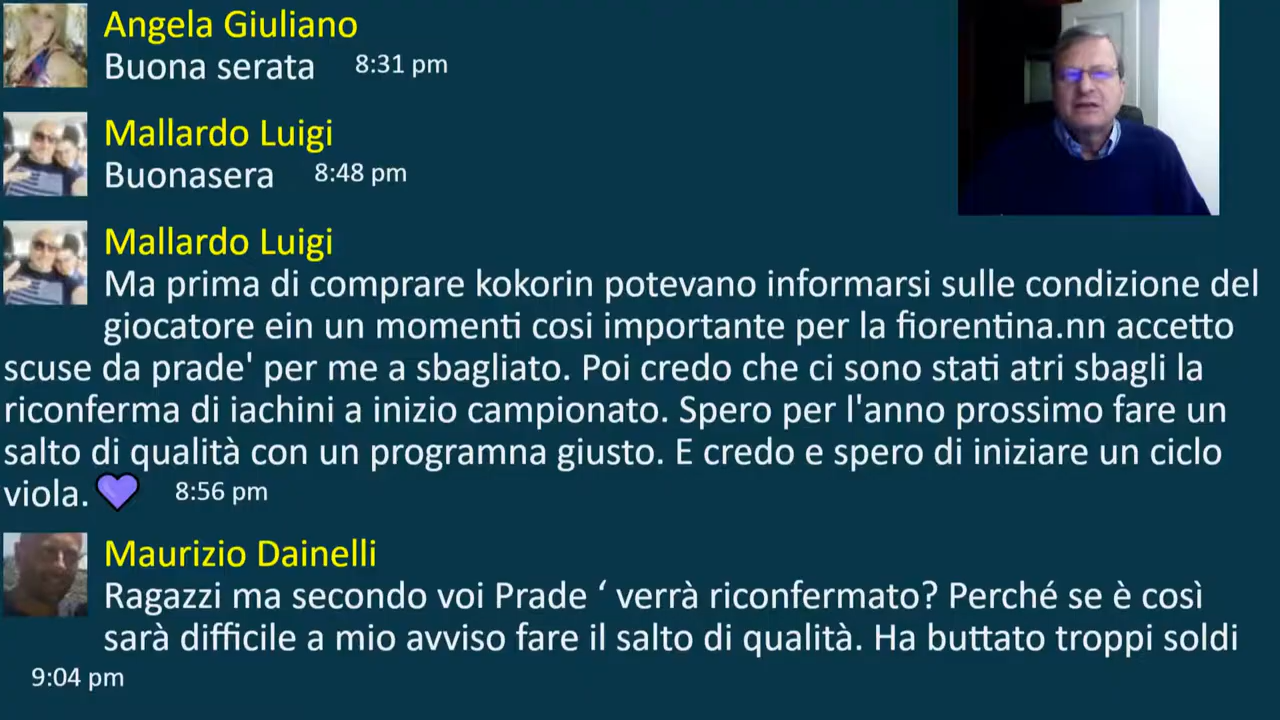 Angela Giuliano
Buona serata 8:31 pm
Mallardo Luigi
Buonasera 8:48 pm
Mallardo Luigi
Ma prima di comprare kokorin potevano informarsi sulle condizione del
giocatore ein un momenti cosi importante per la fiorentina.nn accetto
scuse da prade' per me a sbagliato. Poi credo che ci sono stati atri sbagli la
riconferma di iachini a inizio campionato. Spero per l'anno prossimo fare un
salto di qualità con un programna giusto. E credo e spero di iniziare un ciclo
viola. 💜 8:56 pm
Maurizio Dainelli
Ragazzi ma secondo voi Prade ‘ verrà riconfermato? Perché se è così
sarà difficile a mio avviso fare il salto di qualità. Ha buttato troppi soldi
9:04 pm